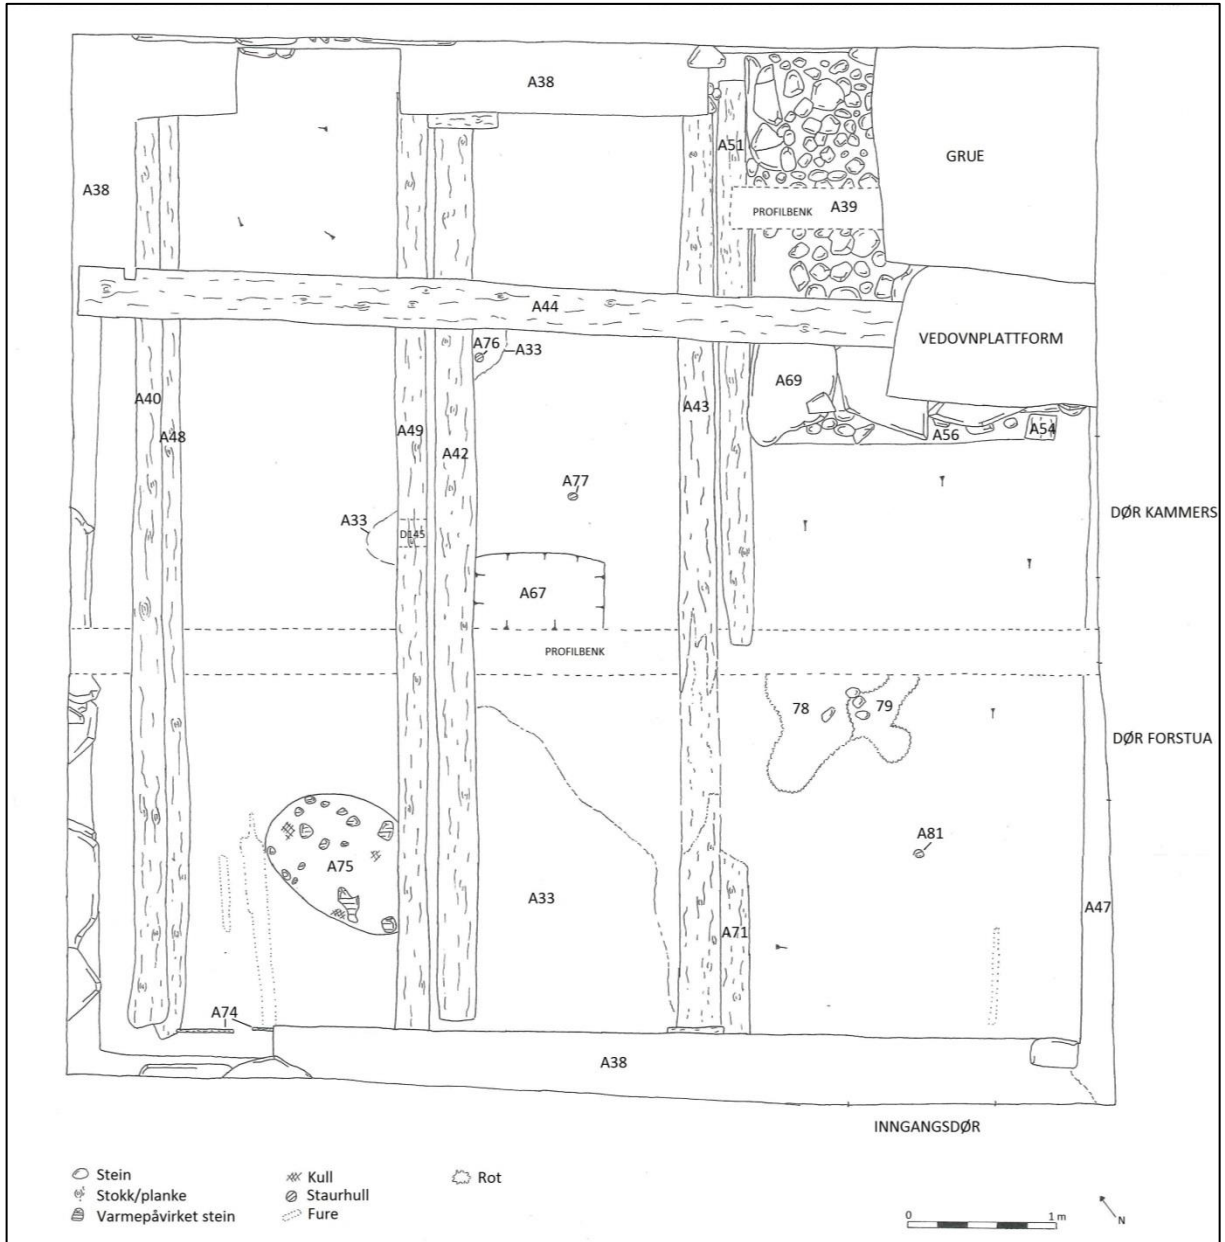 A38
A38
A51
GRUE
A38
PROFILBENK A39
A44
A76
A33
VEDOVNPLATTFORM
A69
A40
A43
A48
A49
A42
A56
A54
A77
A33
D145
DØR KAMMERS
A67
PROFILBENK
78
79
DØR FORSTUA
A81
A75
A33
A47
A71
A74
A38
INNGANGSDØR
Stein
Stokk/planke
Varmepåvirket stein
Kull
Staurhull
Fure
Rot
0
1 m
N